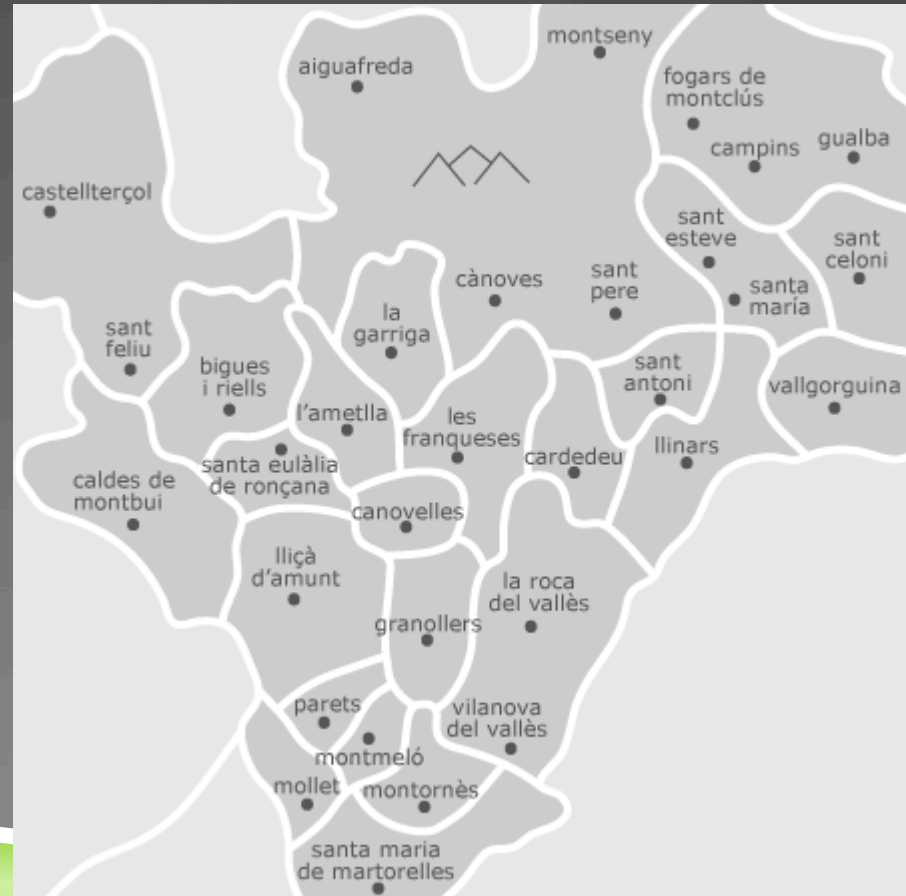 montseny
aiguafreda
fogars de
montclús
gualba
campins
castellterçol
sant
esteve
sant
celoni
cànoves
sant
pere
santa
maría
la
garriga
sant
feliu
bigues
i riells
sant
antoni
vallgorguina
l'ametlla
les
franqueses
llinars
cardedeu
santa eulàlia
de ronçana
caldes de
montbui
canovelles
lliçà
d'amunt
la roca
del vallès
granollers
parets
vilanova
del vallès
montmeló
mollet
montornès
santa maria
de martorelles